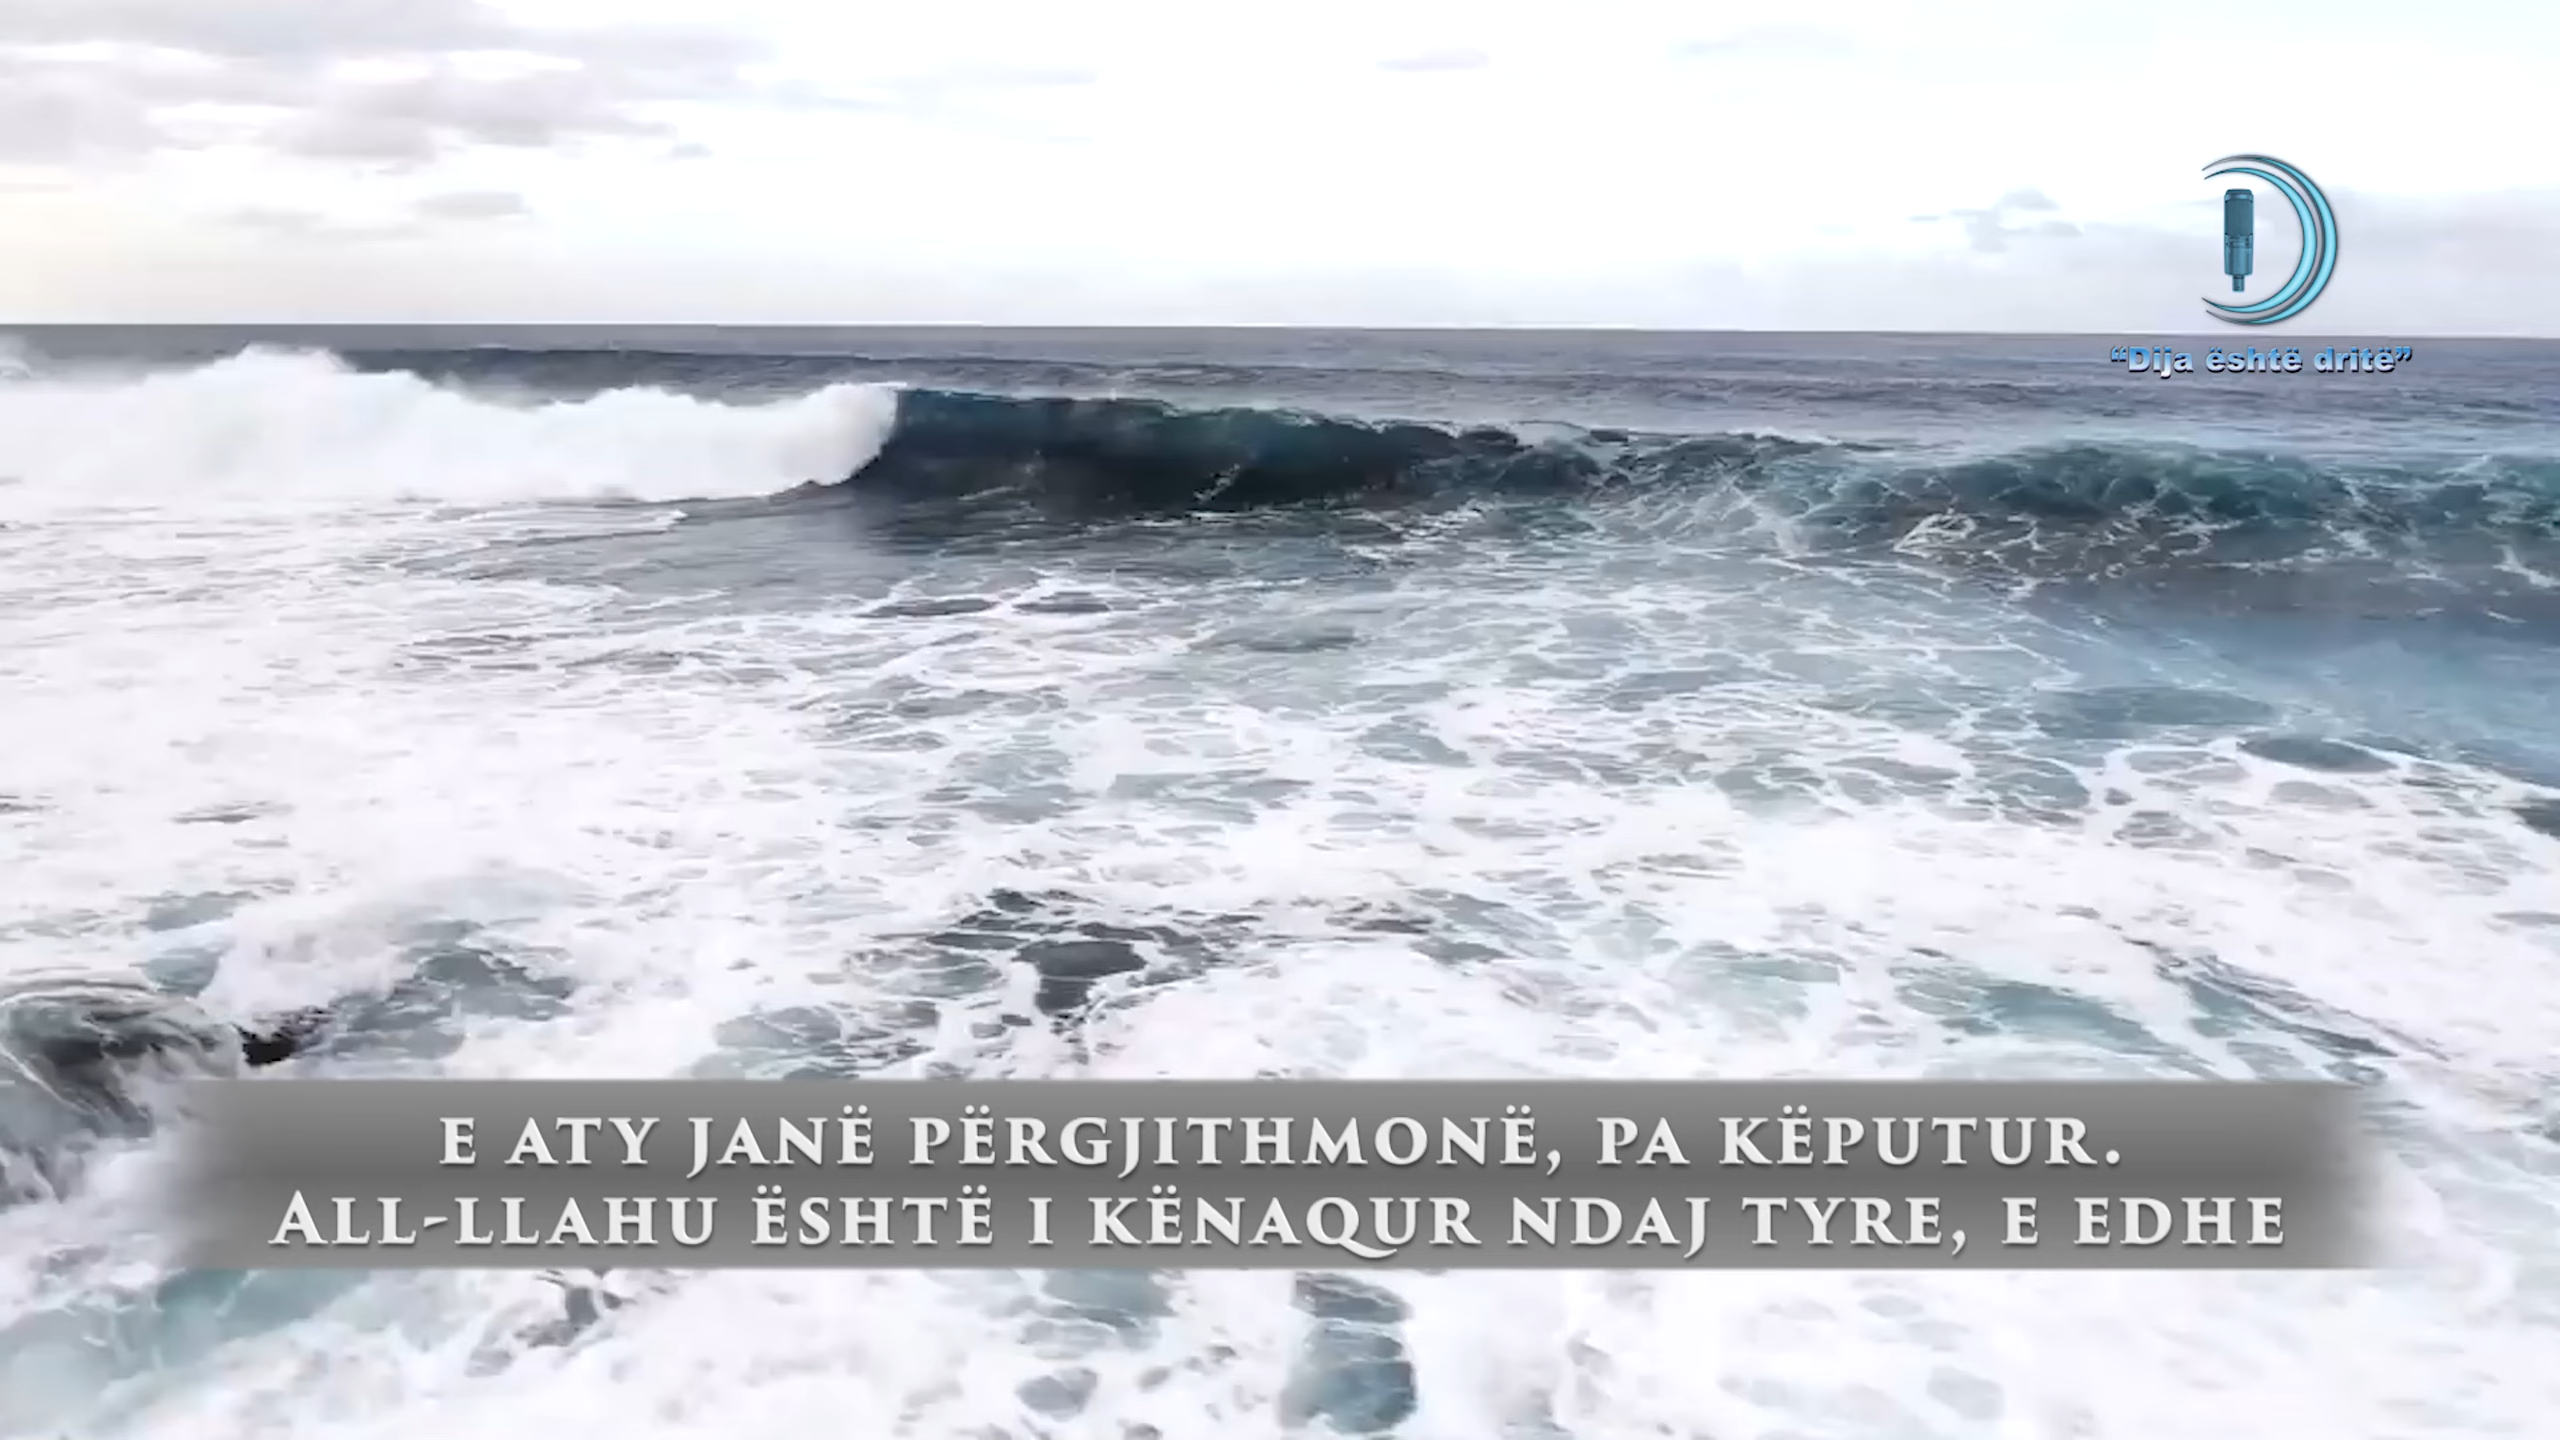 “Dija është dritë”
E ATY JANË PËRGJITHMONË, PA KËPUTUR.
ALL-LLAHU ËSHTË I KËNAQUR NDAJ TYRE, E EDHE